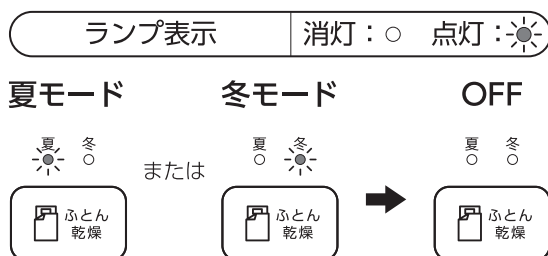 ランプ表示 消灯：○ 点灯：
夏モード 冬モード OFF
夏 冬 夏 冬 夏 冬
または
ふとん ふとん ふとん
乾燥 乾燥 乾燥